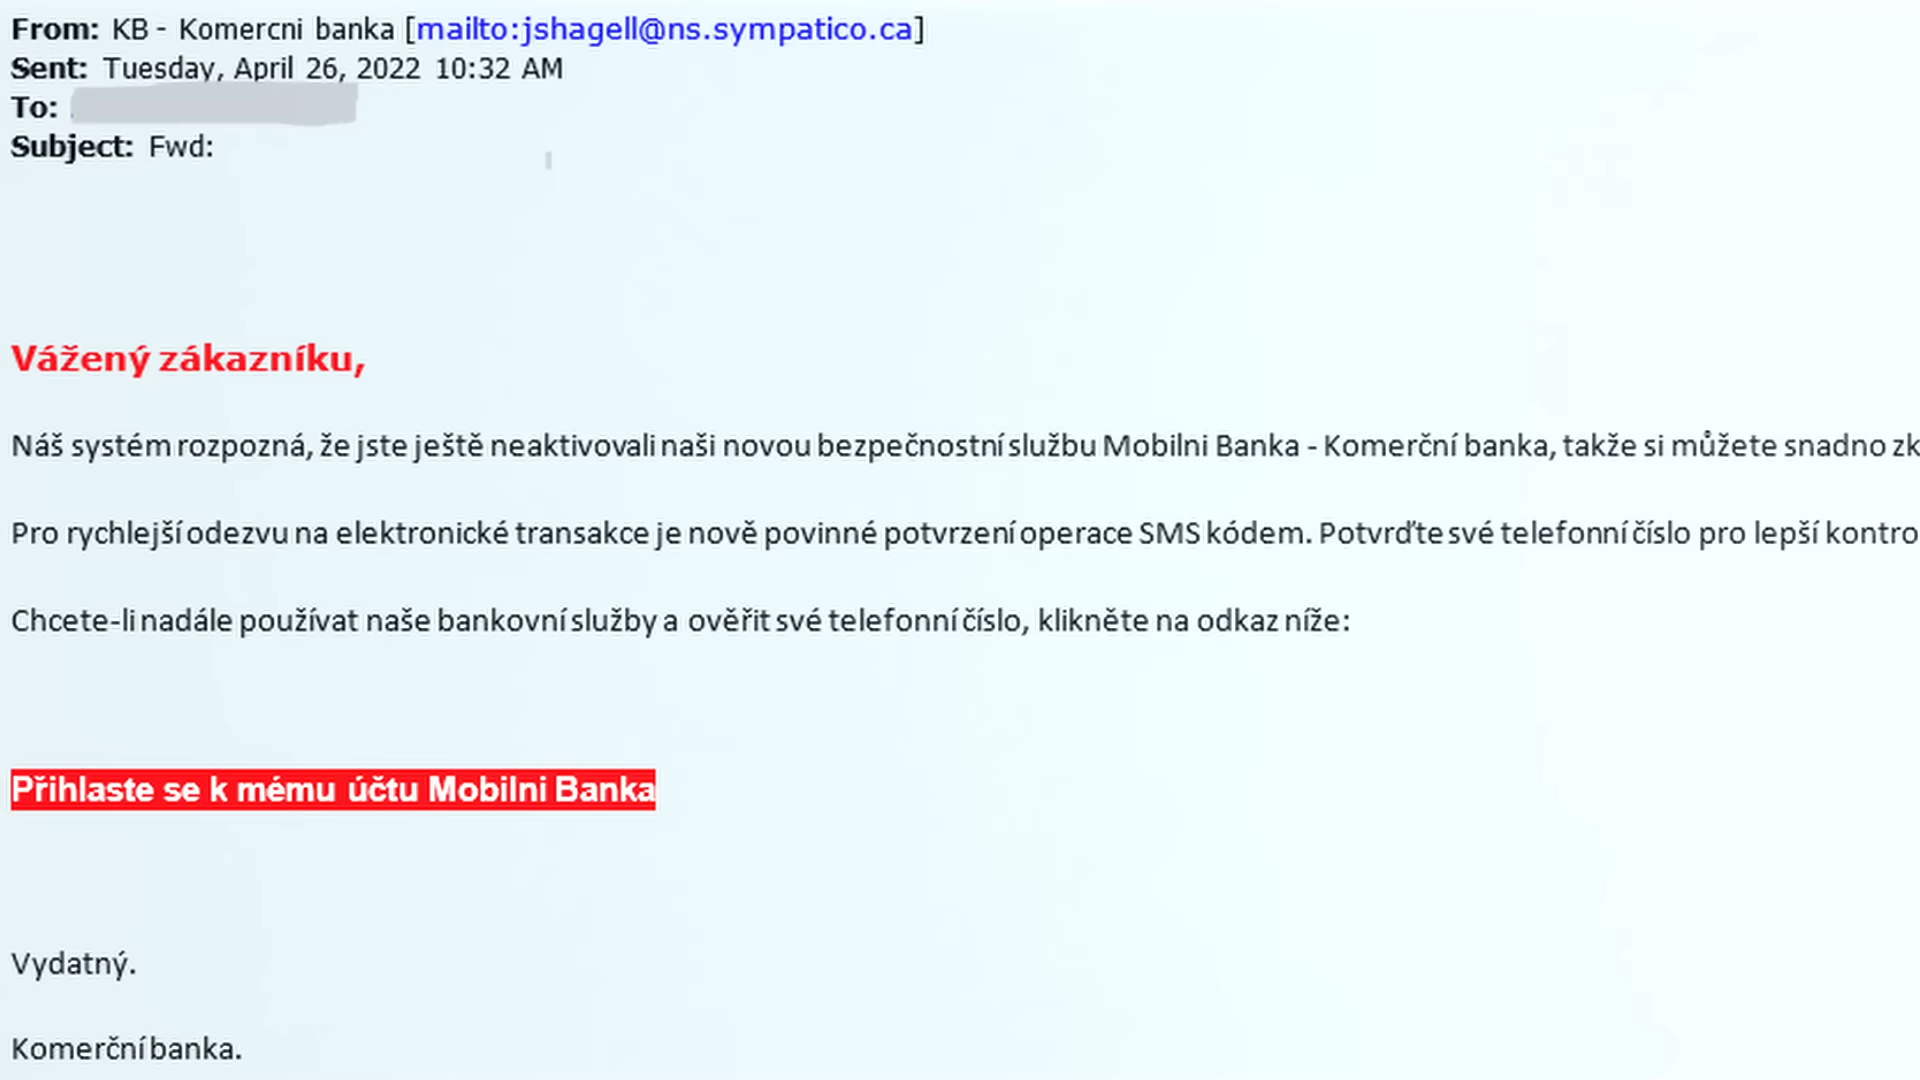 From: KB - Komercni banka [mailto:jshagell@ns.sympatico.ca]
Sent: Tuesday, April 26, 2022 10:32 AM
To:
Subject: Fwd:
Vážený zákazníku,
Náš systém rozpozná, že jste ještě neaktivovali naši novou bezpečnostní službu Mobilni Banka - Komerční banka, takže si můžete snadno zk
Pro rychlejší odezvu na elektronické transakce je nově povinné potvrzení operace SMS kódem. Potvrďte své telefonní číslo pro lepší kontro
Chcete-li nadále používat naše bankovní služby a ověřit své telefonní číslo, klikněte na odkaz níže:
Přihlaste se k mému účtu Mobilni Banka
Vydatný.
Komerční banka.